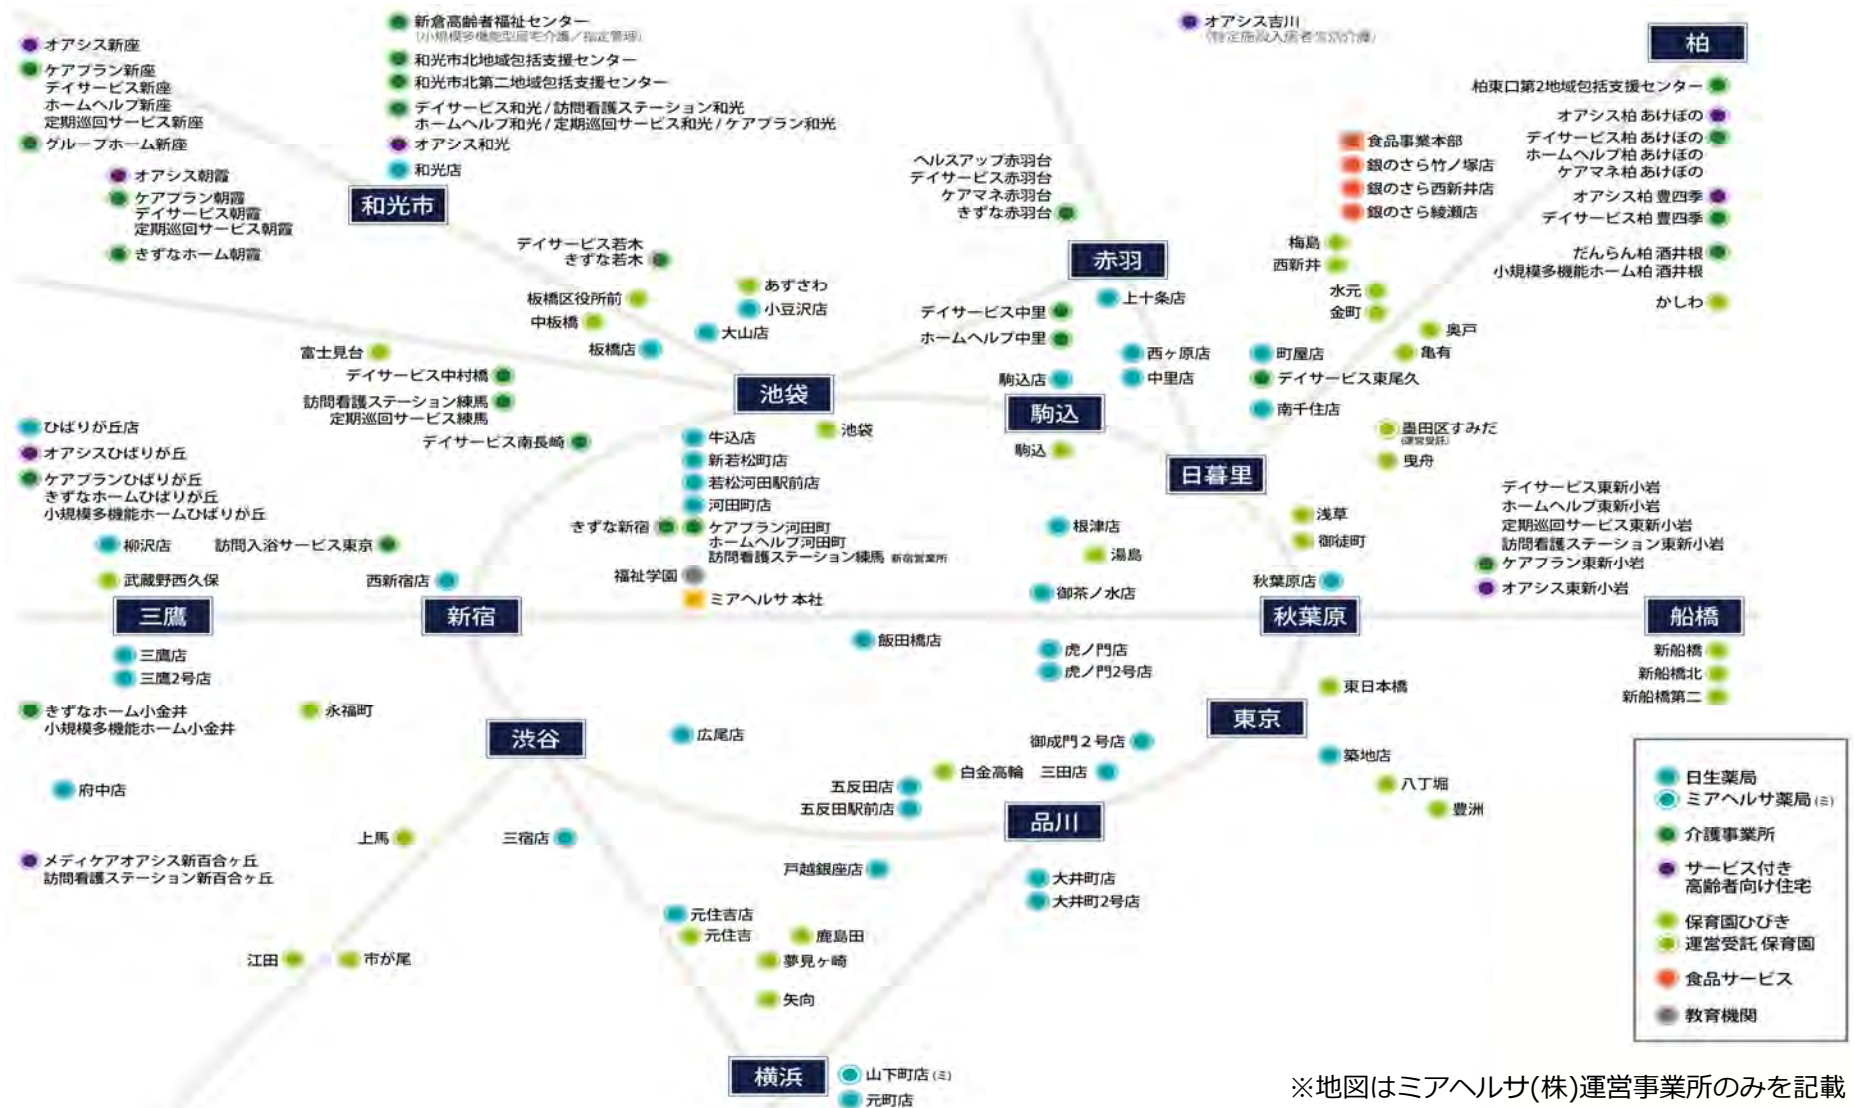 新倉高齢者福祉センター
(小規模多機能型居宅介護／指定管理)
和光市北地域包括支援センター
和光市北第二地域包括支援センター
デイサービス和光 / 訪問看護ステーション和光
ホームヘルプ和光 / 定期巡回サービス和光 / ケアプラン和光
オアシス和光
和光店
和光市
オアシス新座
ケアプラン新座
デイサービス新座
ホームヘルプ新座
定期巡回サービス新座
グループホーム新座
オアシス朝霞
ケアプラン朝霞
デイサービス朝霞
定期巡回サービス朝霞
きずなホーム朝霞
オアシス吉川
(特定施設入居者生活介護)
柏
柏東口第2地域包括支援センター
オアシス柏 あけぼの
デイサービス柏 あけぼの
ホームヘルプ柏 あけぼの
ケアマネ柏 あけぼの
オアシス柏 豊四季
デイサービス柏 豊四季
だんらん柏 酒井根
小規模多機能ホーム柏 酒井根
かしわ
食品事業本部
銀のさら竹ノ塚店
銀のさら西新井店
銀のさら綾瀬店
ヘルスアップ赤羽台
デイサービス赤羽台
ケアマネ赤羽台
きずな赤羽台
赤羽
上十条店
梅島
西新井
水元
金町
奥戸
亀有
デイサービス若木
きずな若木
あずさわ
板橋区役所前
小豆沢店
中板橋
大山店
板橋店
デイサービス中里
ホームヘルプ中里
西ヶ原店
中里店
駒込店
町屋店
デイサービス東尾久
南千住店
富士見台
デイサービス中村橋
訪問看護ステーション練馬
定期巡回サービス練馬
デイサービス南長崎
池袋
池袋
駒込
駒込
日暮里
墨田区すみだ
(運営受託)
曳舟
ひばりが丘店
オアシスひばりが丘
ケアプランひばりが丘
きずなホームひばりが丘
小規模多機能ホームひばりが丘
柳沢店
訪問入浴サービス東京
武蔵野西久保
西新宿店
牛込店
新若松町店
若松河田駅前店
河田町店
きずな新宿
ケアプラン河田町
ホームヘルプ河田町
訪問看護ステーション練馬 新宿営業所
福祉学園
ミアヘルサ 本社
根津店
湯島
御茶ノ水店
浅草
御徒町
秋葉原店
デイサービス東新小岩
ホームヘルプ東新小岩
定期巡回サービス東新小岩
訪問看護ステーション東新小岩
ケアプラン東新小岩
オアシス東新小岩
三鷹
新宿
秋葉原
船橋
三鷹店
三鷹2号店
飯田橋店
虎ノ門店
虎ノ門2号店
新船橋
新船橋北
新船橋第二
東日本橋
きずなホーム小金井
小規模多機能ホーム小金井
永福町
渋谷
広尾店
御成門２号店
東京
築地店
府中店
白金高輪
三田店
五反田店
五反田駅前店
八丁堀
豊洲
品川
上馬
三宿店
メディケアオアシス新百合ヶ丘
訪問看護ステーション新百合ヶ丘
戸越銀座店
大井町店
大井町2号店
元住吉店
元住吉
鹿島田
江田
市が尾
夢見ヶ崎
矢向
横浜
山下町店 (ミ)
元町店
日生薬局
ミアヘルサ薬局 (ミ)
介護事業所
サービス付き
高齢者向け住宅
保育園ひびき
運営受託 保育園
食品サービス
教育機関
※地図はミアヘルサ(株)運営事業所のみを記載